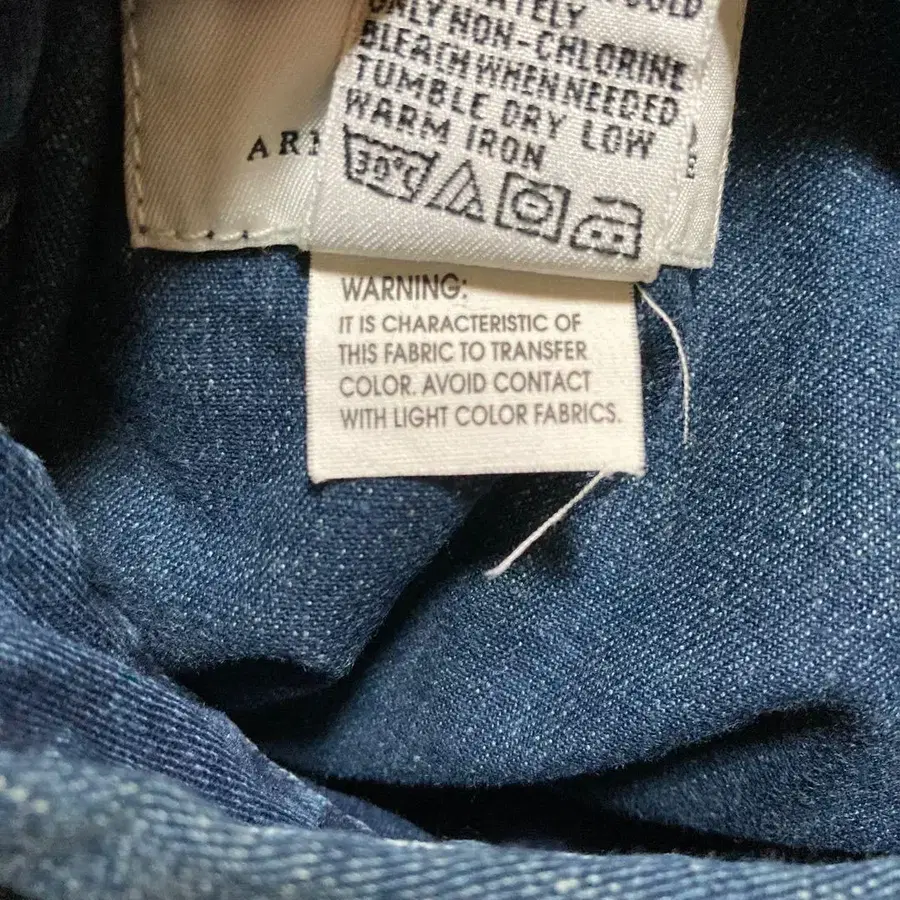 ONLY NON-CHLORINE
BLEACH WHEN NEEDED
TUMBLE DRY LOW
WARM IRON
30°C
AR
E
WARNING:
IT IS CHARACTERISTIC OF
THIS FABRIC TO TRANSFER
COLOR. AVOID CONTACT
WITH LIGHT COLOR FABRICS.